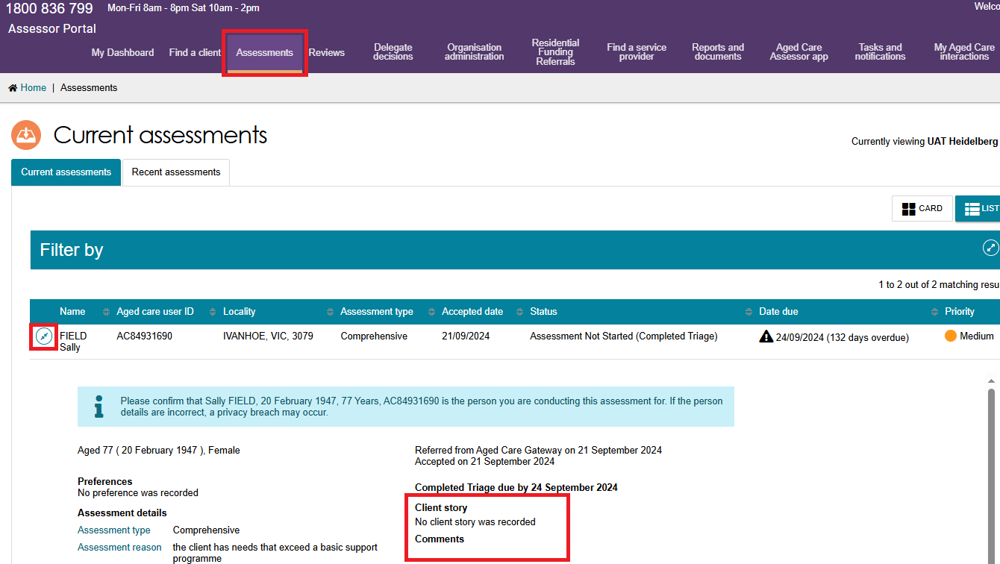 1800 836 799 Mon-Fri 8am - 8pm Sat 10am - 2pm
Assessor Portal
My Dashboard Find a client Assessments Reviews Delegate decisions Organisation administration Residential Funding Referrals Find a service provider Reports and documents Aged Care Assessor app Tasks and notifications My Aged Care interactions
Home | Assessments
Current assessments
Currently viewing UAT Heidelberg
Current assessments Recent assessments
CARD LIST
Filter by
1 to 2 out of 2 matching
Name Aged care user ID Locality Assessment type Accepted date Status Date due Priority
FIELD AC84931690 IVANHOE, VIC, 3079 Comprehensive 21/09/2024 Assessment Not Started (Completed Triage) 24/09/2024 (132 days overdue) Medium
Sally
Please confirm that Sally FIELD, 20 February 1947, 77 Years, AC84931690 is the person you are conducting this assessment for. If the person
details are incorrect, a privacy breach may occur.
Aged 77 ( 20 February 1947 ), Female
Referred from Aged Care Gateway on 21 September 2024
Accepted on 21 September 2024
Preferences
No preference was recorded
Completed Triage due by 24 September 2024
Client story
No client story was recorded
Comments
Assessment details
Assessment type Comprehensive
Assessment reason the client has needs that exceed a basic support
programme